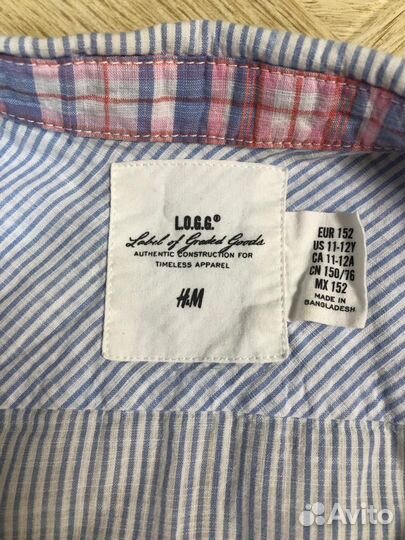 L.O.G.G.®
Label of Graded Goods
AUTHENTIC CONSTRUCTION FOR
TIMELESS APPAREL
H&M
EUR 152
US 11-12Y
CA 11-12A
CN 150/76
MX 152
MADE IN
BANGLADESH
Avito